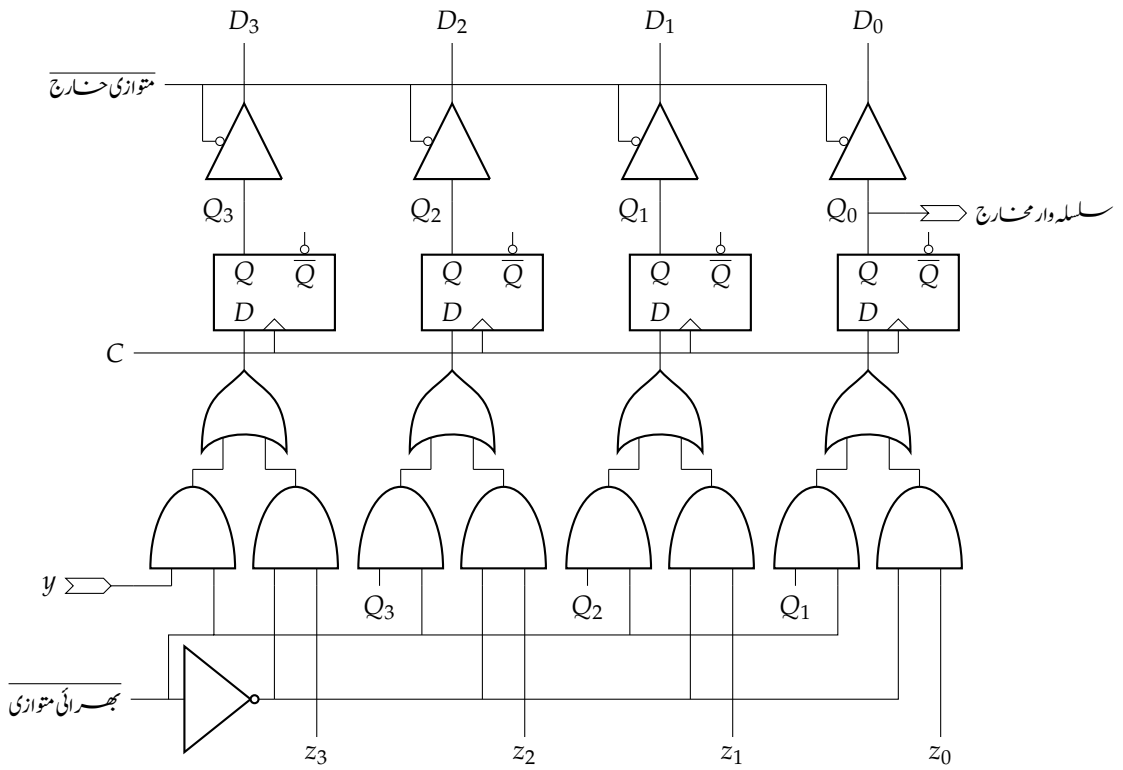 D3 D2 D1 D0
متوازی خارج
Q3 Q2 Q1 Q0 سلسلہ وار مخارج
Q Q Q Q Q Q Q Q
D D D D
C
y
Q3 Q2 Q1
بھرائی متوازی
z3 z2 z1 z0